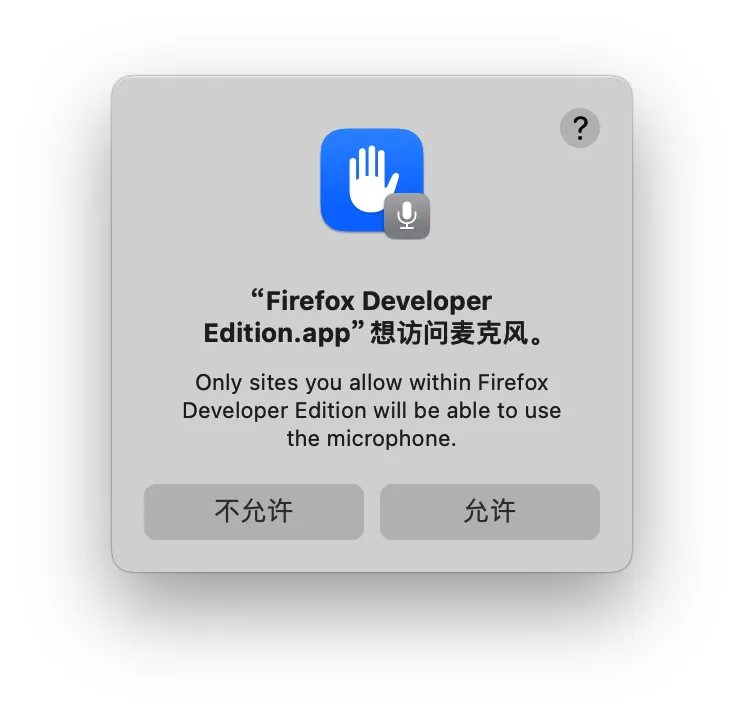 ?
“Firefox Developer
Edition.app”想访问麦克风。
Only sites you allow within Firefox
Developer Edition will be able to use
the microphone.
不允许 允许